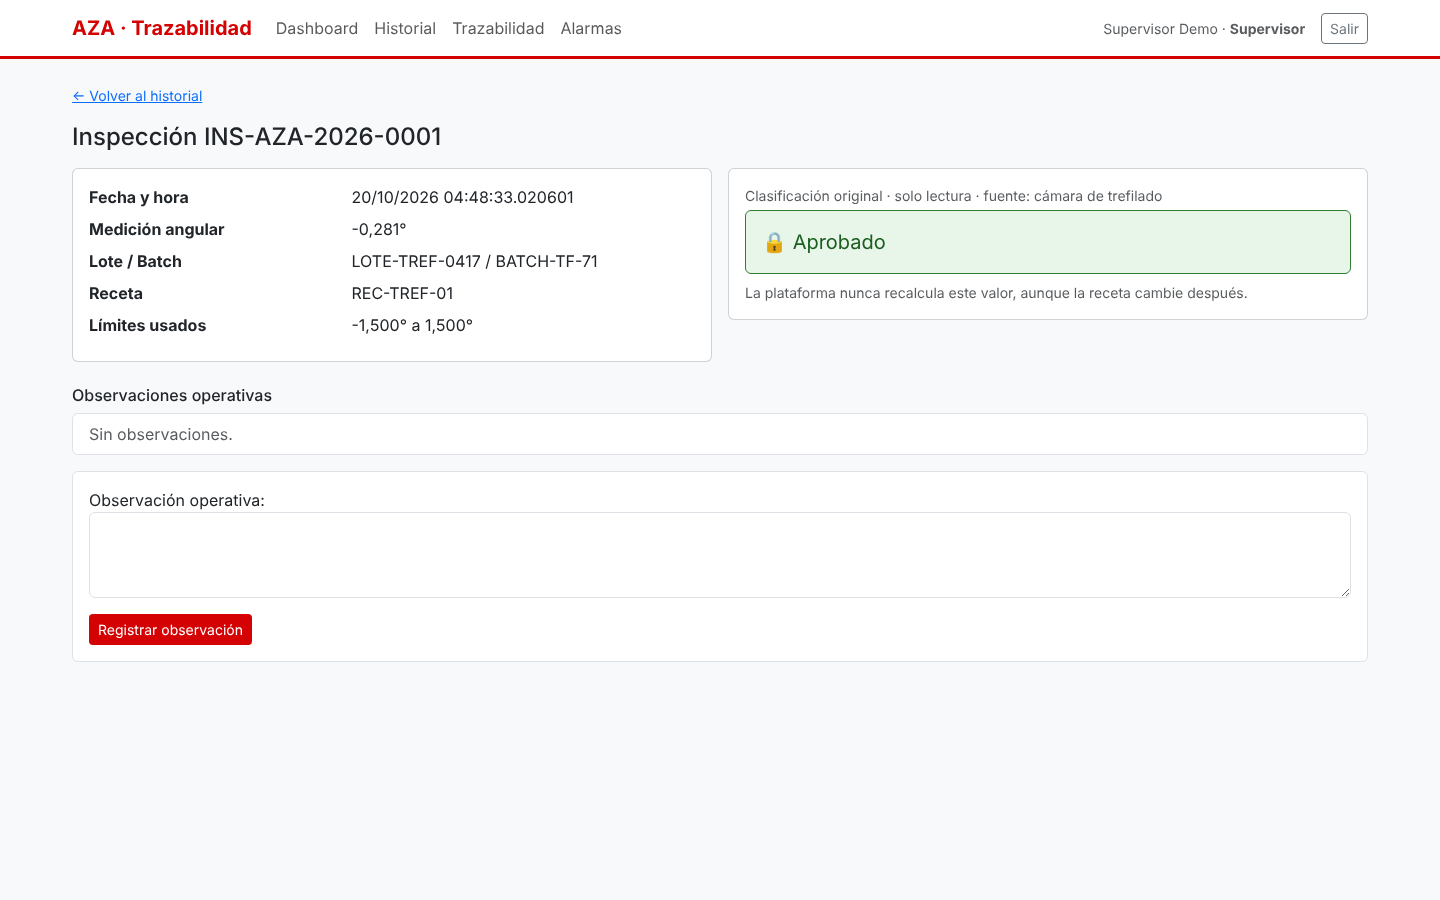 AZA · Trazabilidad Dashboard Historial Trazabilidad Alarmas Supervisor Demo · Supervisor Salir
← Volver al historial
Inspección INS-AZA-2026-0001
Fecha y hora 20/10/2026 04:48:33.020601
Medición angular -0,281°
Lote / Batch LOTE-TREF-0417 / BATCH-TF-71
Receta REC-TREF-01
Límites usados -1,500° a 1,500°
Clasificación original · solo lectura · fuente: cámara de trefilado
🔒 Aprobado
La plataforma nunca recalcula este valor, aunque la receta cambie después.
Observaciones operativas
Sin observaciones.
Observación operativa:
Registrar observación